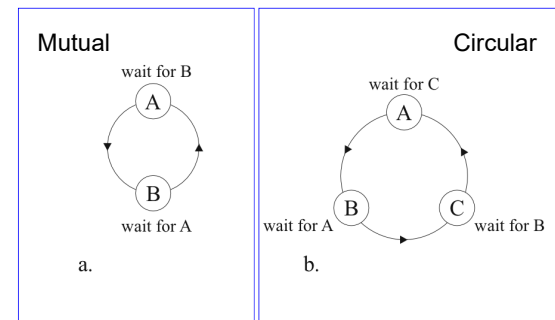 Mutual
wait for B
A
B
wait for A
a.
Circular
wait for C
A
B
C
wait for A
wait for B
b.